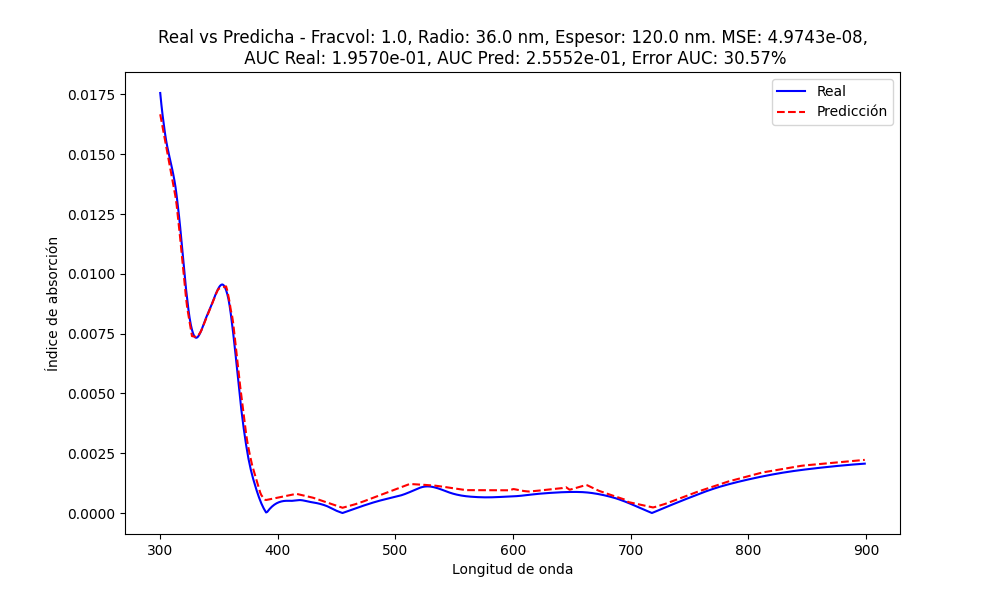 Real vs Predicha - Fracvol: 1.0, Radio: 36.0 nm, Espesor: 120.0 nm. MSE: 4.9743e-08,
AUC Real: 1.9570e-01, AUC Pred: 2.5552e-01, Error AUC: 30.57%
Real
Predicción
Índice de absorción
0.0175
0.0150
0.0125
0.0100
0.0075
0.0050
0.0025
0.0000
300 400 500 600 700 800 900
Longitud de onda